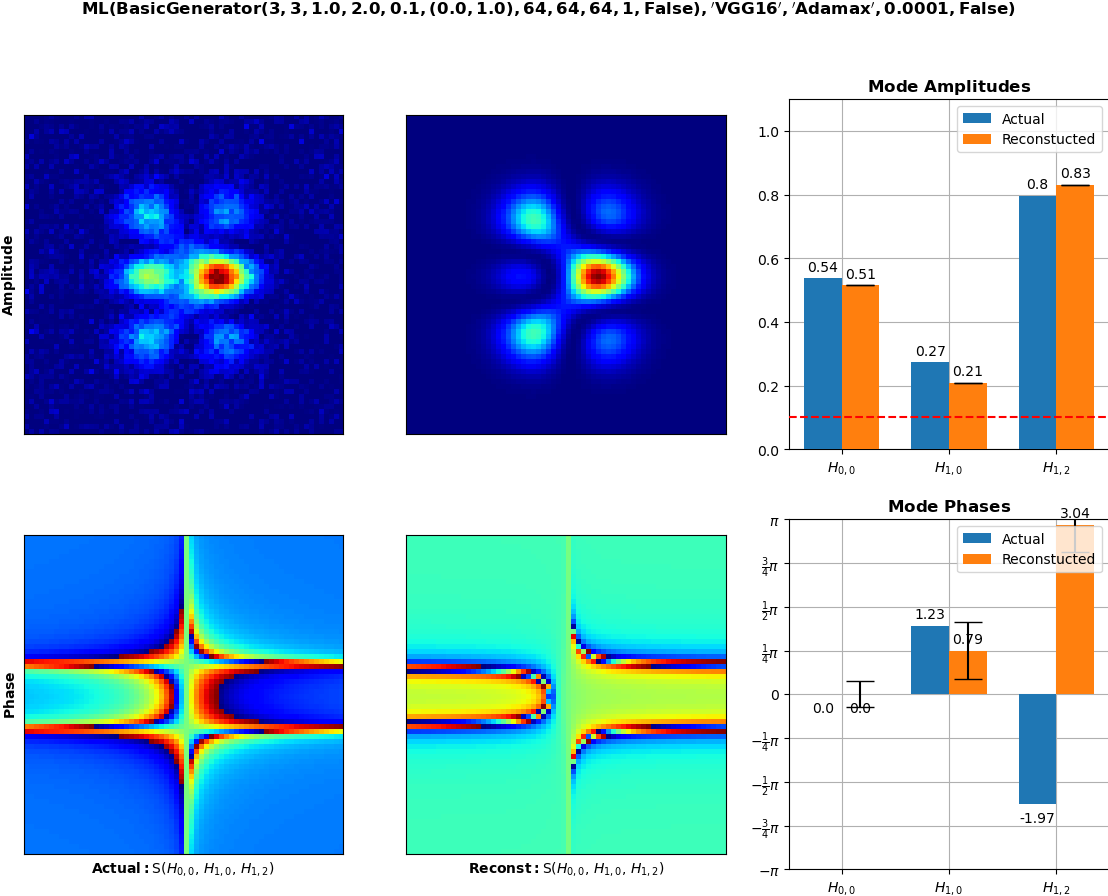 ML(BasicGenerator(3, 3, 1.0, 2.0, 0.1, (0.0, 1.0), 64, 64, 64, 1, False), ′VGG16′, ′Adamax′, 0.0001, False)
Amplitude
Mode Amplitudes
Actual
Reconstucted
1.0
0.8
0.6
0.4
0.2
0.0
0.54
0.51
0.27
0.21
0.8
0.83
H0,0
H1,0
H1,2
Phase
Actual: S(H0,0, H1,0, H1,2)
Reconst: S(H0,0, H1,0, H1,2)
Mode Phases
Actual
Reconstucted
π
3/4π
1/2π
1/4π
0
−1/4π
−1/2π
−3/4π
−π
0.0
0.0
1.23
0.79
-1.97
3.04
H0,0
H1,0
H1,2